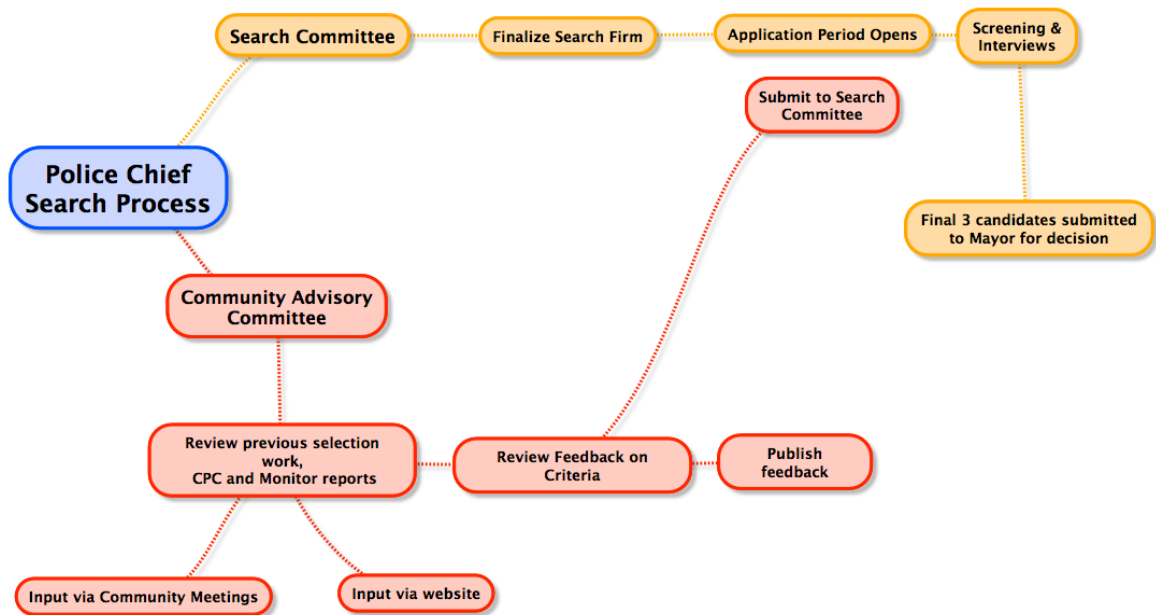 Search Committee
Finalize Search Firm
Application Period Opens
Screening &
Interviews
Submit to Search
Committee
Police Chief
Search Process
Final 3 candidates submitted
to Mayor for decision
Community Advisory
Committee
Review previous selection
work,
CPC and Monitor reports
Review Feedback on
Criteria
Publish
feedback
Input via Community Meetings
Input via website